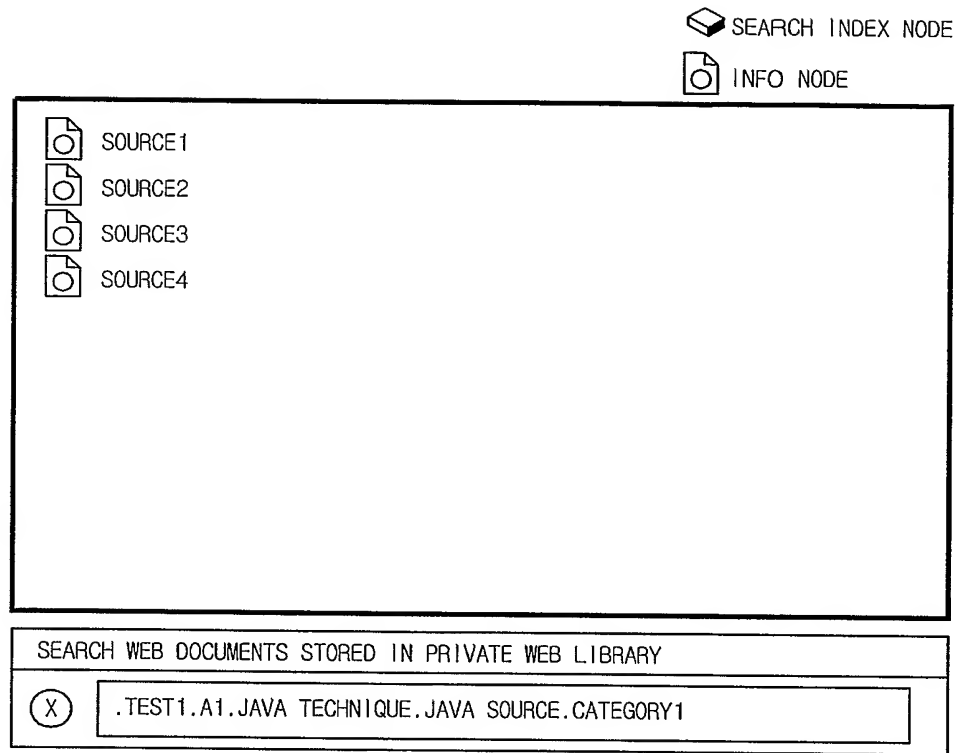 SEARCH INDEX NODE
INFO NODE
SOURCE1
SOURCE2
SOURCE3
SOURCE4
SEARCH WEB DOCUMENTS STORED IN PRIVATE WEB LIBRARY
X .TEST1.A1.JAVA TECHNIQUE.JAVA SOURCE.CATEGORY1